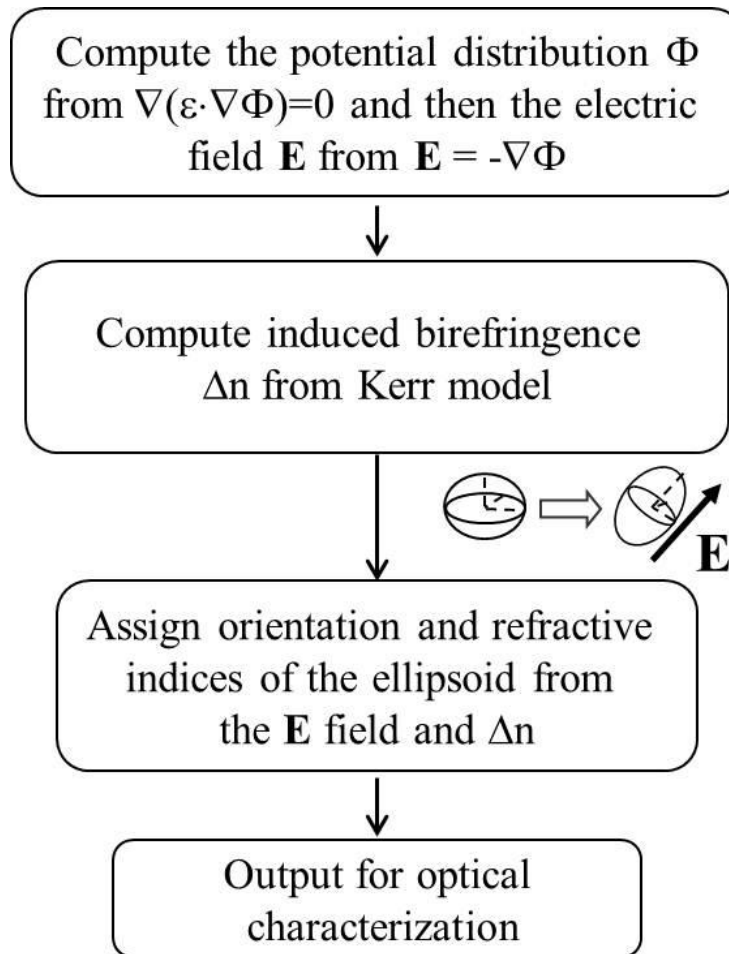 Compute the potential distribution Φ
from ∇(ε·∇Φ)=0 and then the electric
field E from E = -∇Φ
Compute induced birefringence
Δn from Kerr model
E
Assign orientation and refractive
indices of the ellipsoid from
the E field and Δn
Output for optical
characterization